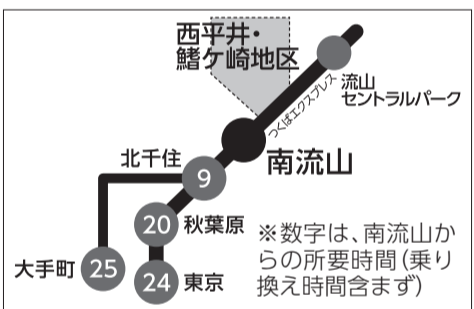 西平井・
鰭ケ崎地区
つくばエクスプレス
流山
セントラルパーク
南流山
北千住
9
20
秋葉原
大手町
25
24
東京
※数字は、南流山か
らの所要時間(乗り
換え時間含まず)